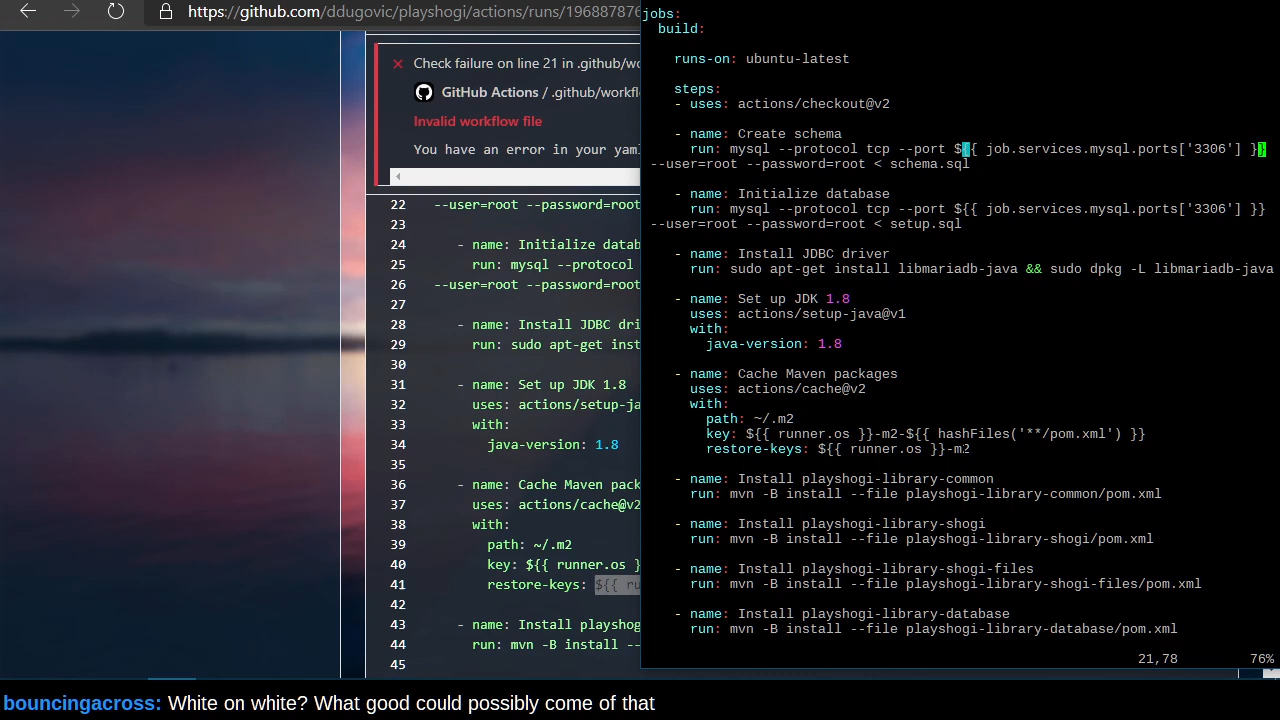 https://github.com/ddugovic/playshogi/actions/runs/196887876
Check failure on line 21 in .github/wo
GitHub Actions / .github/workfl
Invalid workflow file
You have an error in your yam
22 --user=root --password=root
23
24 - name: Initialize datab
25 run: mysql --protocol
26 --user=root --password=root
27
28 - name: Install JDBC dri
29 run: sudo apt-get inst
30
31 - name: Set up JDK 1.8
32 uses: actions/setup-ja
33 with:
34 java-version: 1.8
35
36 - name: Cache Maven pack
37 uses: actions/cache@v2
38 with:
39 path: ~/.m2
40 key: ${{ runner.os }
41 restore-keys: ${{ ru
42
43 - name: Install playshog
44 run: mvn -B install --
45
jobs:
build:
runs-on: ubuntu-latest
steps:
- uses: actions/checkout@v2
- name: Create schema
run: mysql --protocol tcp --port ${{ job.services.mysql.ports['3306'] }}
--user=root --password=root < schema.sql
- name: Initialize database
run: mysql --protocol tcp --port ${{ job.services.mysql.ports['3306'] }}
--user=root --password=root < setup.sql
- name: Install JDBC driver
run: sudo apt-get install libmariadb-java && sudo dpkg -L libmariadb-java
- name: Set up JDK 1.8
uses: actions/setup-java@v1
with:
java-version: 1.8
- name: Cache Maven packages
uses: actions/cache@v2
with:
path: ~/.m2
key: ${{ runner.os }}-m2-${{ hashFiles('**/pom.xml') }}
restore-keys: ${{ runner.os }}-m2
- name: Install playshogi-library-common
run: mvn -B install --file playshogi-library-common/pom.xml
- name: Install playshogi-library-shogi
run: mvn -B install --file playshogi-library-shogi/pom.xml
- name: Install playshogi-library-shogi-files
run: mvn -B install --file playshogi-library-shogi-files/pom.xml
- name: Install playshogi-library-database
run: mvn -B install --file playshogi-library-database/pom.xml
21,78 76%
bouncingacross: White on white? What good could possibly come of that